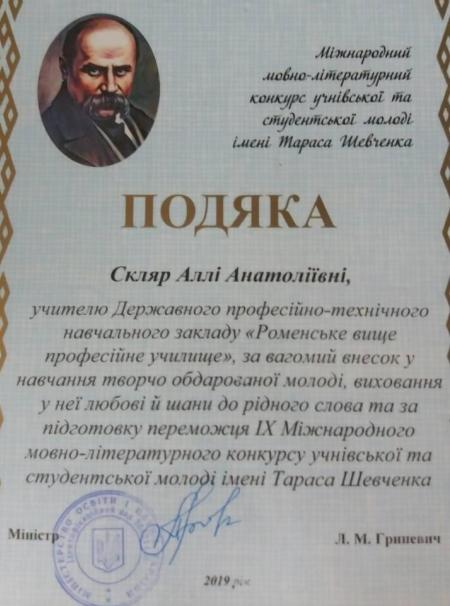 Міжнародний
мовно-літературний
конкурс учнівської та
студентської молоді
імені Тараса Шевченка
ПОДЯКА
Скляр Аллі Анатоліївні,
учителю Державного професійно-технічного
навчального закладу «Роменське вище
професійне училище», за вагомий внесок у
навчання творчо обдарованої молоді, виховання
у неї любові й шани до рідного слова та за
підготовку переможця ІХ Міжнародного
мовно-літературного конкурсу учнівської та
студентської молоді імені Тараса Шевченка
МІНІСТЕРСТВО ОСВІТИ І
Міністр
Л. М. Гриневич
2019 рік